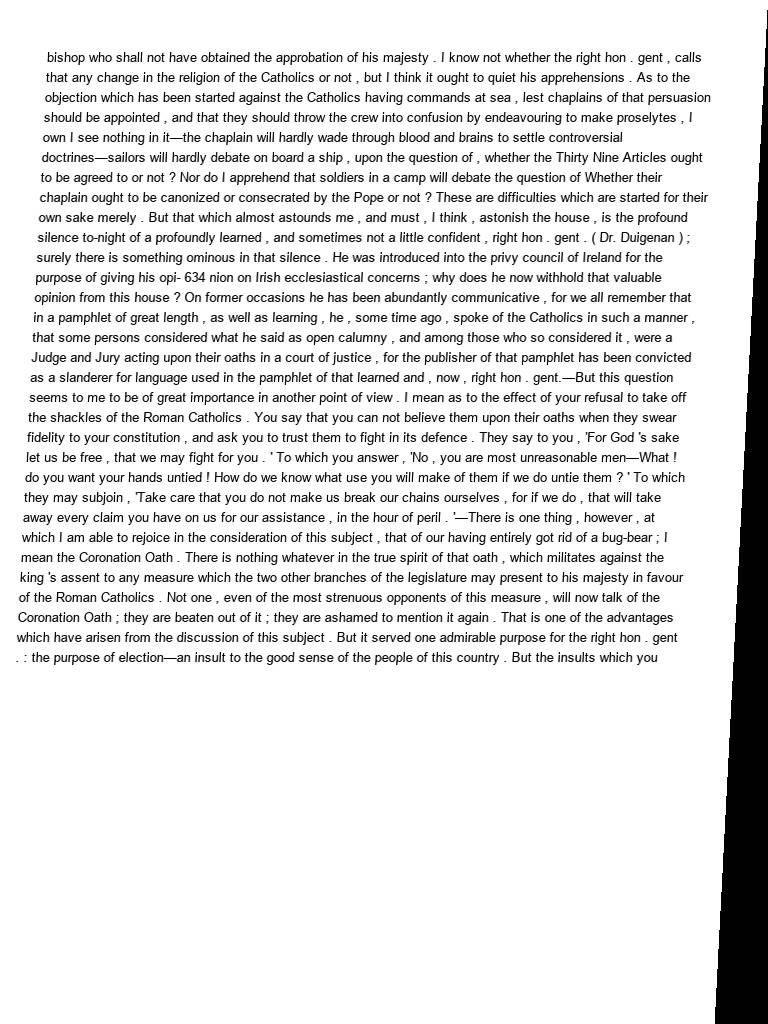 bishop who shall not have obtained the approbation of his majesty . I know not whether the right hon . gent , calls
that any change in the religion of the Catholics or not , but I think it ought to quiet his apprehensions . As to the
objection which has been started against the Catholics having commands at sea , lest chaplains of that persuasion
should be appointed , and that they should throw the crew into confusion by endeavouring to make proselytes , I
own I see nothing in it—the chaplain will hardly wade through blood and brains to settle controversial
doctrines—sailors will hardly debate on board a ship , upon the question of , whether the Thirty Nine Articles ought
to be agreed to or not ? Nor do I apprehend that soldiers in a camp will debate the question of Whether their
chaplain ought to be canonized or consecrated by the Pope or not ? These are difficulties which are started for their
own sake merely . But that which almost astounds me , and must , I think , astonish the house , is the profound
silence to-night of a profoundly learned , and sometimes not a little confident , right hon . gent . ( Dr. Duigenan ) ;
surely there is something ominous in that silence . He was introduced into the privy council of Ireland for the
purpose of giving his opi- 634 nion on Irish ecclesiastical concerns ; why does he now withhold that valuable
opinion from this house ? On former occasions he has been abundantly communicative , for we all remember that
in a pamphlet of great length , as well as learning , he , some time ago , spoke of the Catholics in such a manner ,
that some persons considered what he said as open calumny , and among those who so considered it , were a
Judge and Jury acting upon their oaths in a court of justice , for the publisher of that pamphlet has been convicted
as a slanderer for language used in the pamphlet of that learned and , now , right hon . gent.—But this question
seems to me to be of great importance in another point of view . I mean as to the effect of your refusal to take off
the shackles of the Roman Catholics . You say that you can not believe them upon their oaths when they swear
fidelity to your constitution , and ask you to trust them to fight in its defence . They say to you , 'For God 's sake
let us be free , that we may fight for you . ' To which you answer , 'No , you are most unreasonable men—What !
do you want your hands untied ! How do we know what use you will make of them if we do untie them ? ' To which
they may subjoin , 'Take care that you do not make us break our chains ourselves , for if we do , that will take
away every claim you have on us for our assistance , in the hour of peril . '—There is one thing , however , at
which I am able to rejoice in the consideration of this subject , that of our having entirely got rid of a bug-bear ; I
mean the Coronation Oath . There is nothing whatever in the true spirit of that oath , which militates against the
king 's assent to any measure which the two other branches of the legislature may present to his majesty in favour
of the Roman Catholics . Not one , even of the most strenuous opponents of this measure , will now talk of the
Coronation Oath ; they are beaten out of it ; they are ashamed to mention it again . That is one of the advantages
which have arisen from the discussion of this subject . But it served one admirable purpose for the right hon . gent
. : the purpose of election—an insult to the good sense of the people of this country . But the insults which you